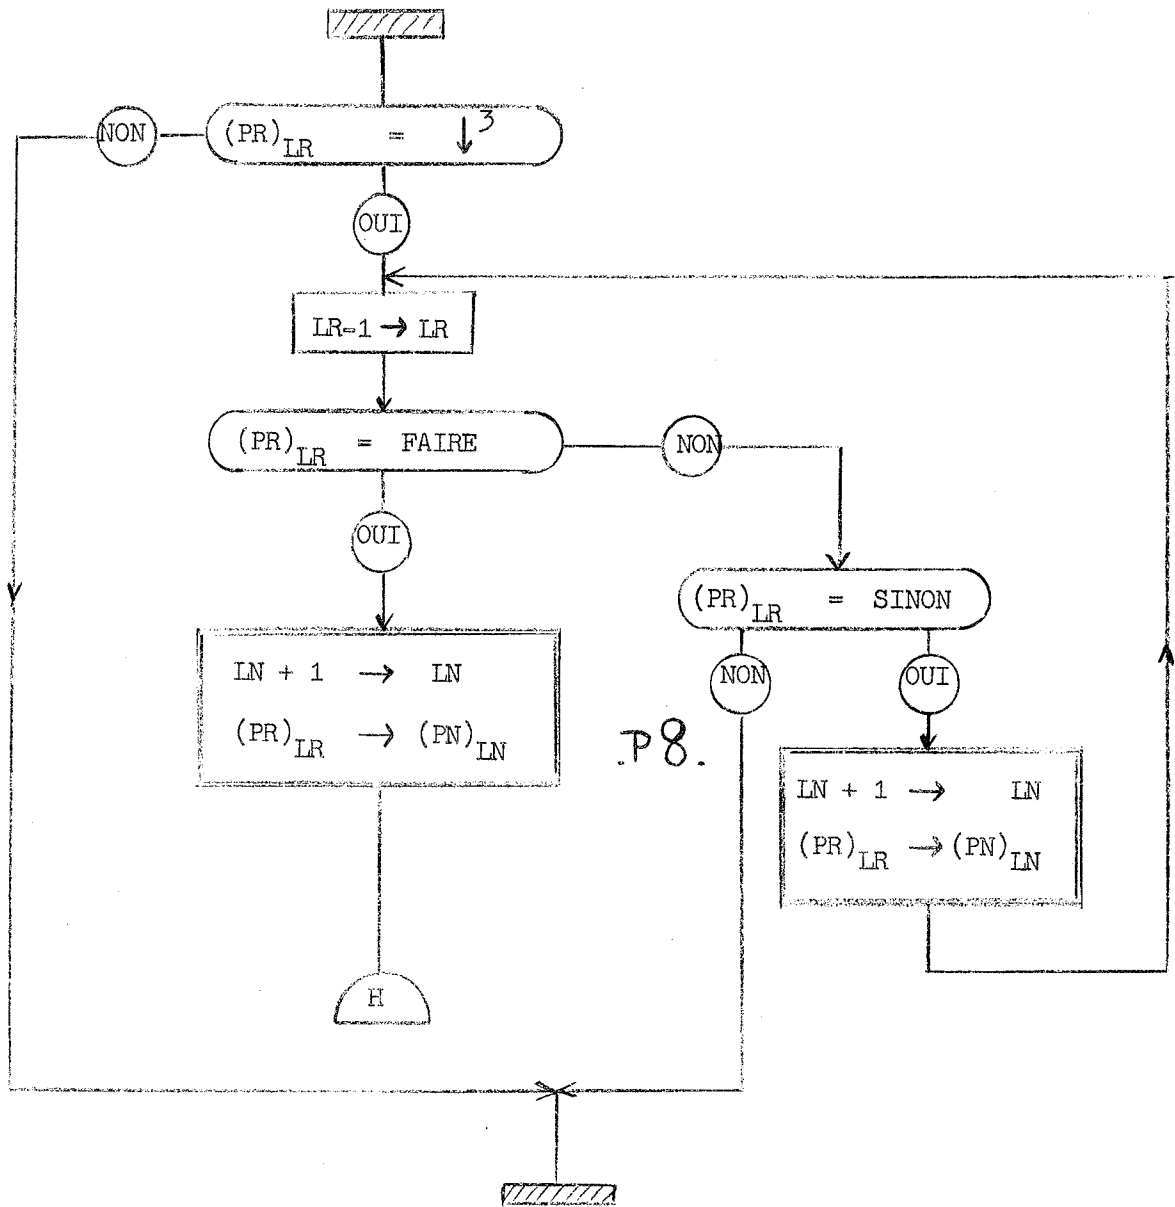 NON (PR)LR = ↓3
OUI
LR-1 → LR
(PR)LR = FAIRE NON
OUI
(PR)LR = SINON
NON OUI
LN + 1 → LN
(PR)LR → (PN)LN
.P8.
LN + 1 → LN
(PR)LR → (PN)LN
H